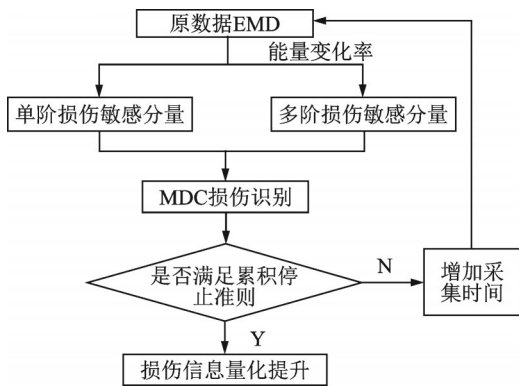 原数据EMD
能量变化率
单阶损伤敏感分量
多阶损伤敏感分量
MDC损伤识别
是否满足累积停
止准则
N
增加采
集时间
Y
损伤信息量化提升